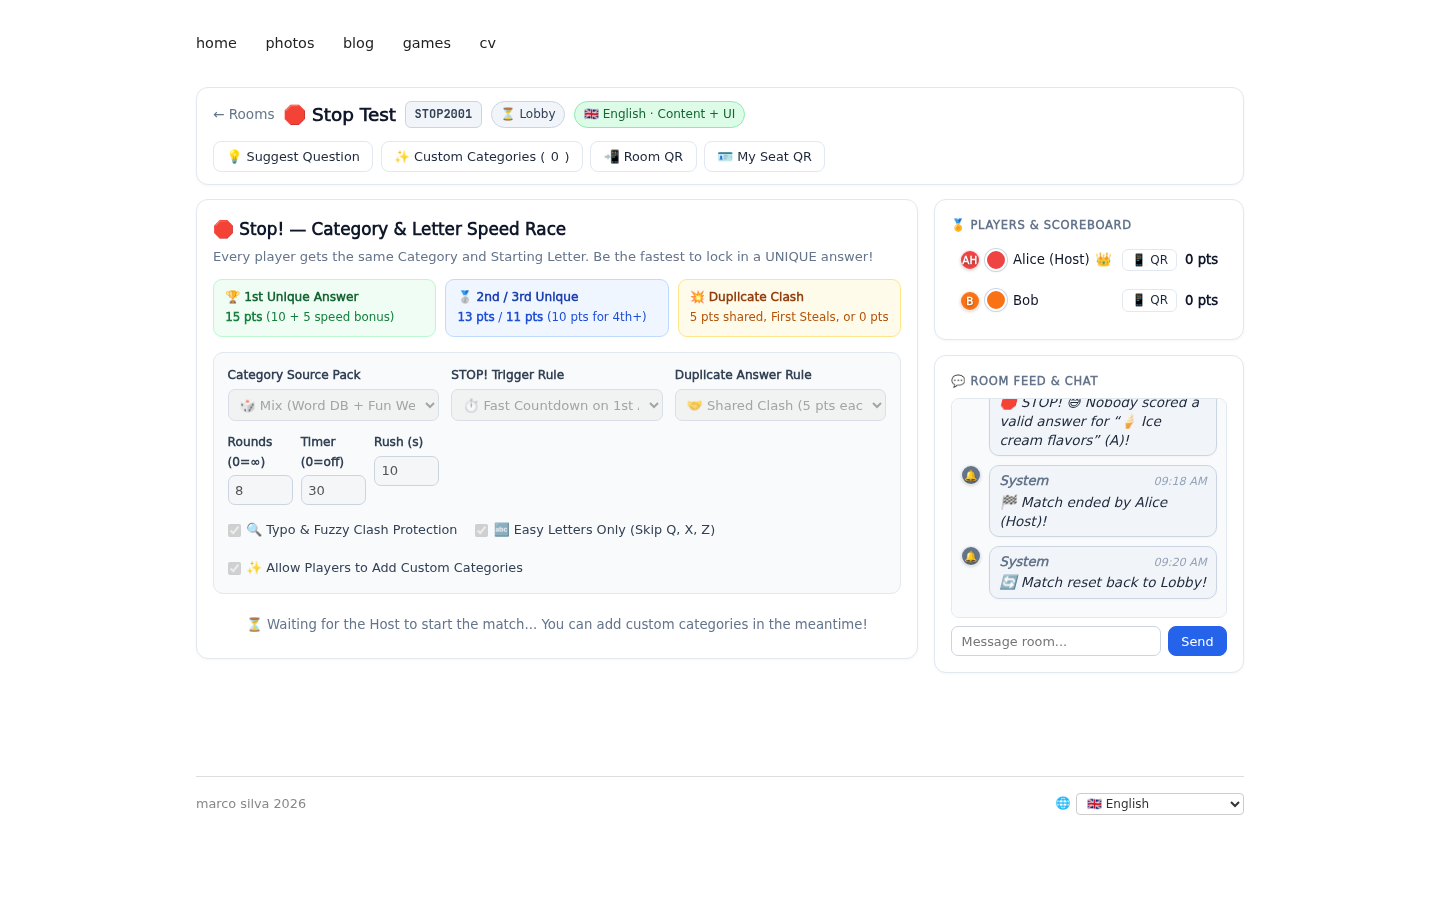 home photos blog games cv
← Rooms 🛑 Stop Test STOP2001 ⏳ Lobby 🇬🇧 English · Content + UI
💡 Suggest Question ✨ Custom Categories ( 0 ) 📲 Room QR 🪪 My Seat QR
🛑 Stop! — Category & Letter Speed Race
Every player gets the same Category and Starting Letter. Be the fastest to lock in a UNIQUE answer!
🏆 1st Unique Answer
15 pts (10 + 5 speed bonus)
🥈 2nd / 3rd Unique
13 pts / 11 pts (10 pts for 4th+)
💥 Duplicate Clash
5 pts shared, First Steals, or 0 pts
Category Source Pack
🎲 Mix (Word DB + Fun We
STOP! Trigger Rule
⏱️ Fast Countdown on 1st
Duplicate Answer Rule
🤝 Shared Clash (5 pts eac
Rounds
(0=∞)
8
Timer
(0=off)
30
Rush (s)
10
🔍 Typo & Fuzzy Clash Protection
🔤 Easy Letters Only (Skip Q, X, Z)
✨ Allow Players to Add Custom Categories
⏳ Waiting for the Host to start the match... You can add custom categories in the meantime!
🏅 PLAYERS & SCOREBOARD
AH Alice (Host) 👑 📱 QR 0 pts
B Bob 📱 QR 0 pts
💬 ROOM FEED & CHAT
🛑 STOP! 😅 Nobody scored a
valid answer for “🍦 Ice
cream flavors” (A)!
System 09:18 AM
🏁 Match ended by Alice
(Host)!
System 09:20 AM
🔄 Match reset back to Lobby!
Message room... Send
marco silva 2026
🌐 🇬🇧 English